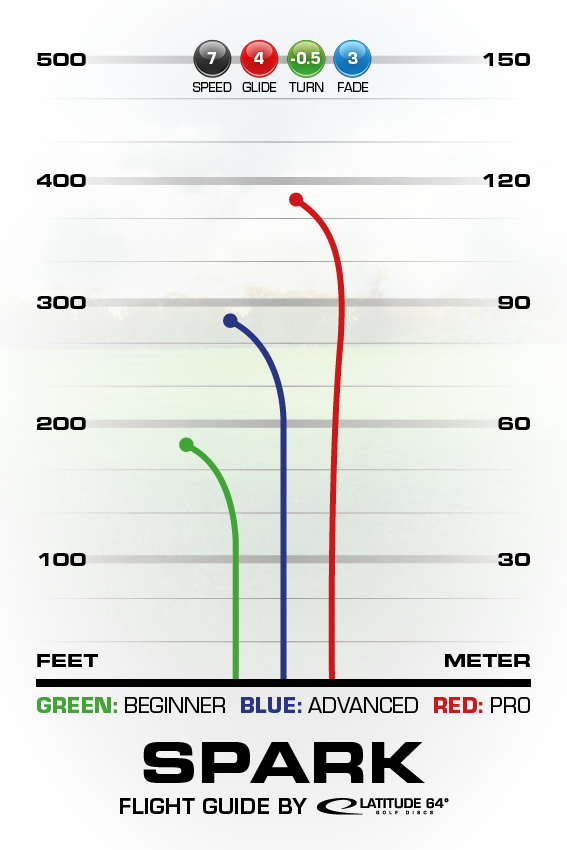 500 7 4 -0.5 3 150
SPEED GLIDE TURN FADE
400 120
300 90
200 60
100 30
FEET METER
GREEN: BEGINNER BLUE: ADVANCED RED: PRO
SPARK
FLIGHT GUIDE BY LATITUDE 64°
GOLF DISCS